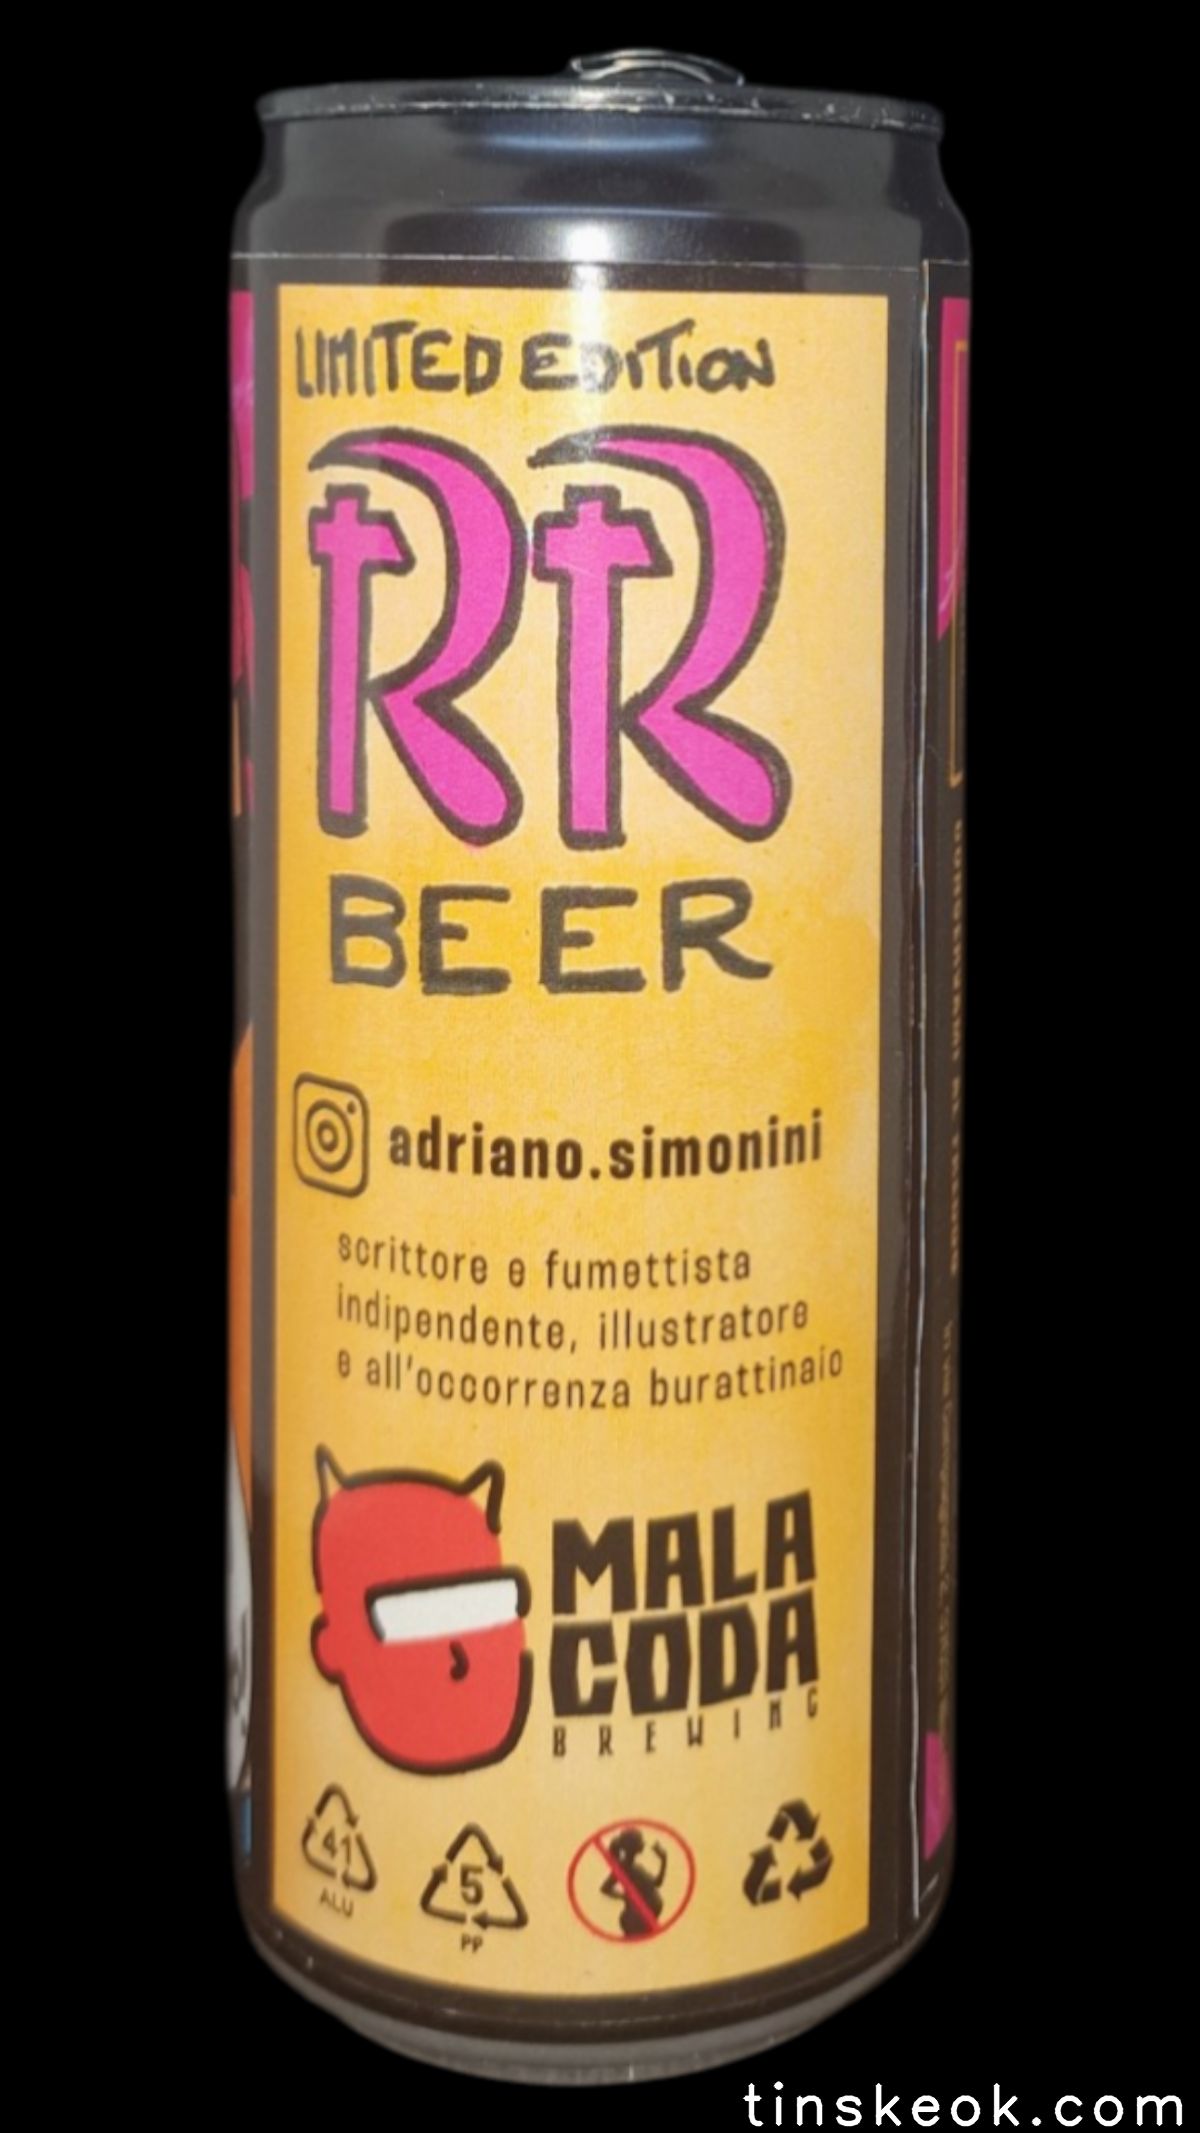 LIMITED EDITION
RR
BEER
adriano.simonini
scrittore e fumettista
indipendente, illustratore
e all'occorrenza burattinaio
MALA
CODA
BREWING
41
ALU
5
PP
tinskeok.com